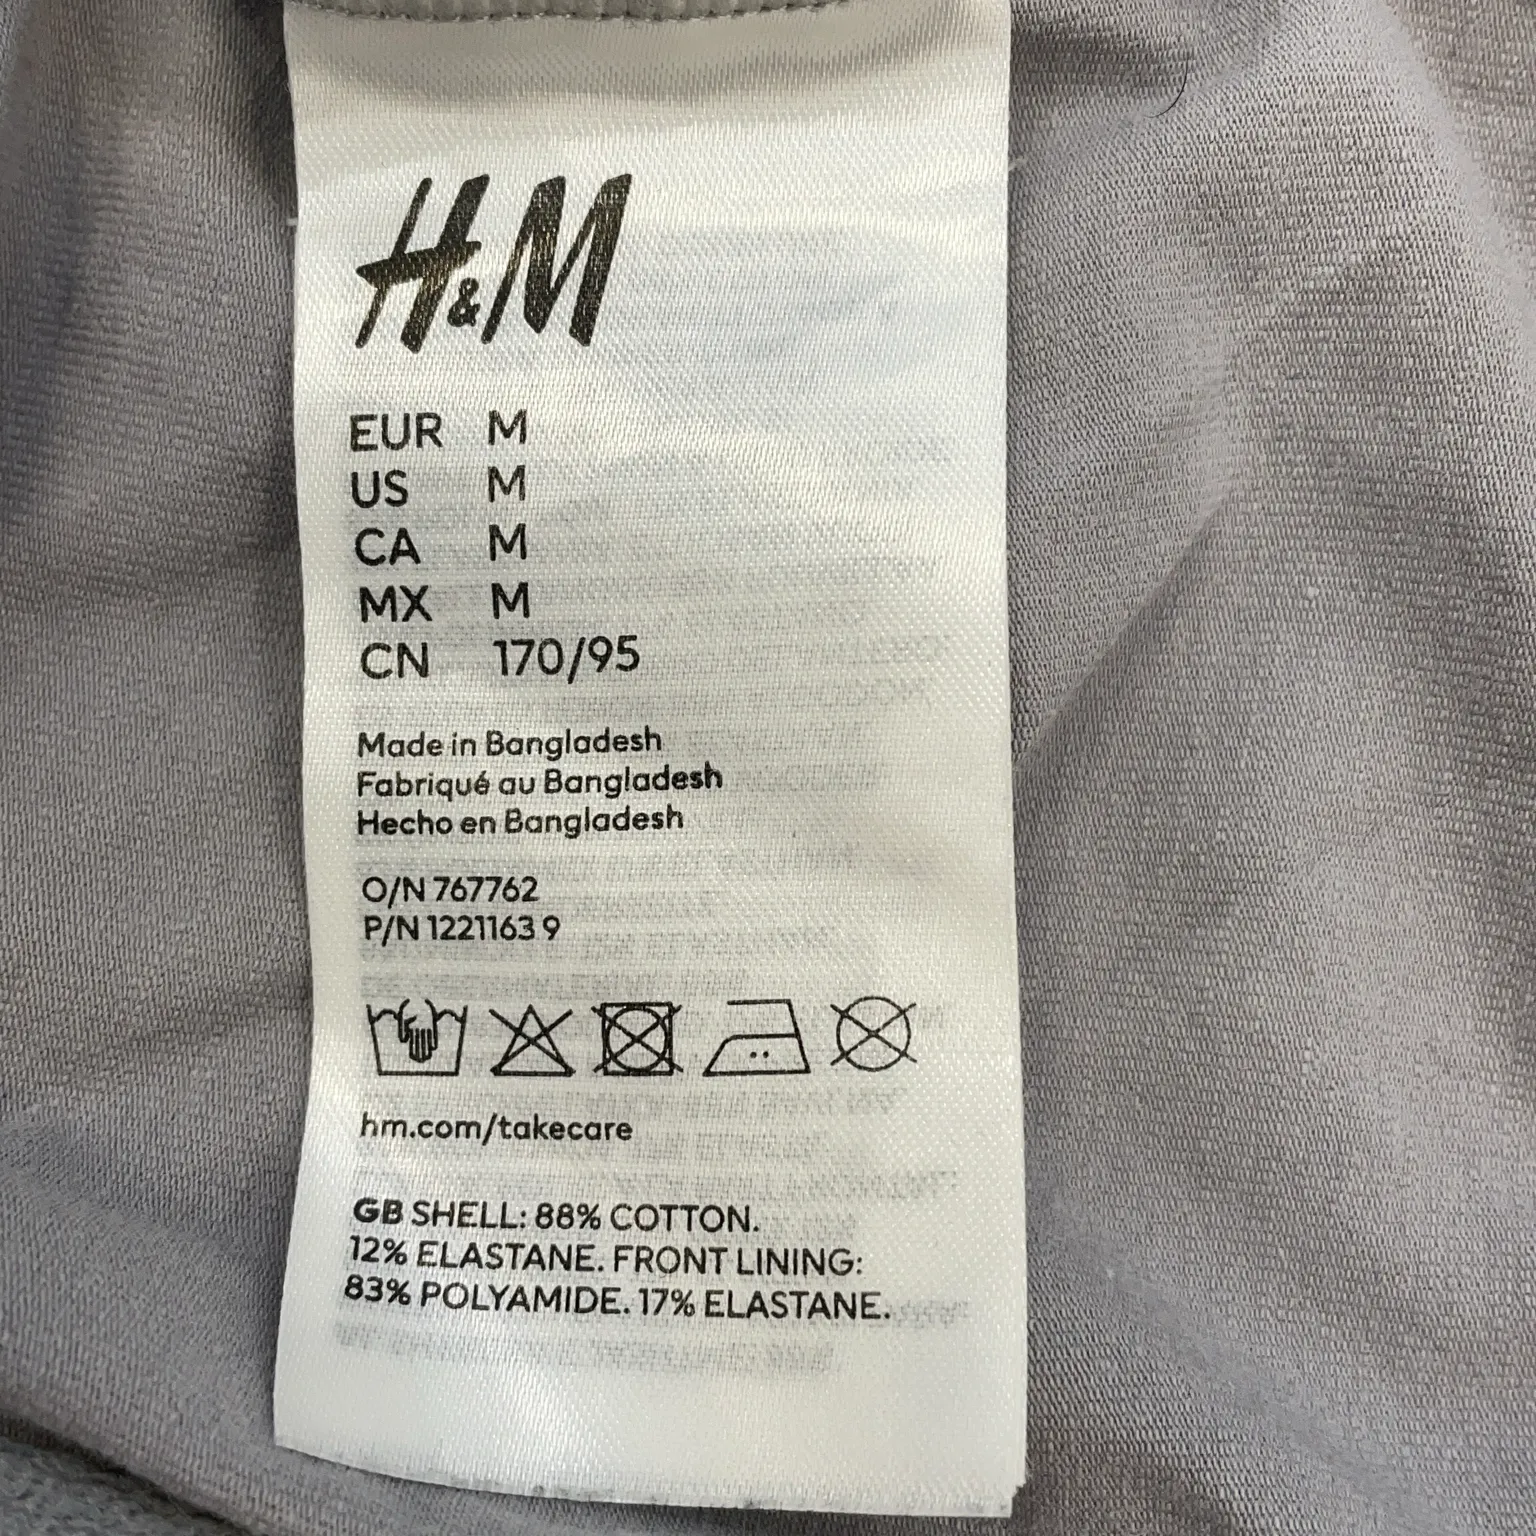 H&M
EUR M
US M
CA M
MX M
CN 170/95
Made in Bangladesh
Fabriqué au Bangladesh
Hecho en Bangladesh
O/N 767762
P/N 1221163 9
hm.com/takecare
GB SHELL: 88% COTTON.
12% ELASTANE. FRONT LINING:
83% POLYAMIDE. 17% ELASTANE.